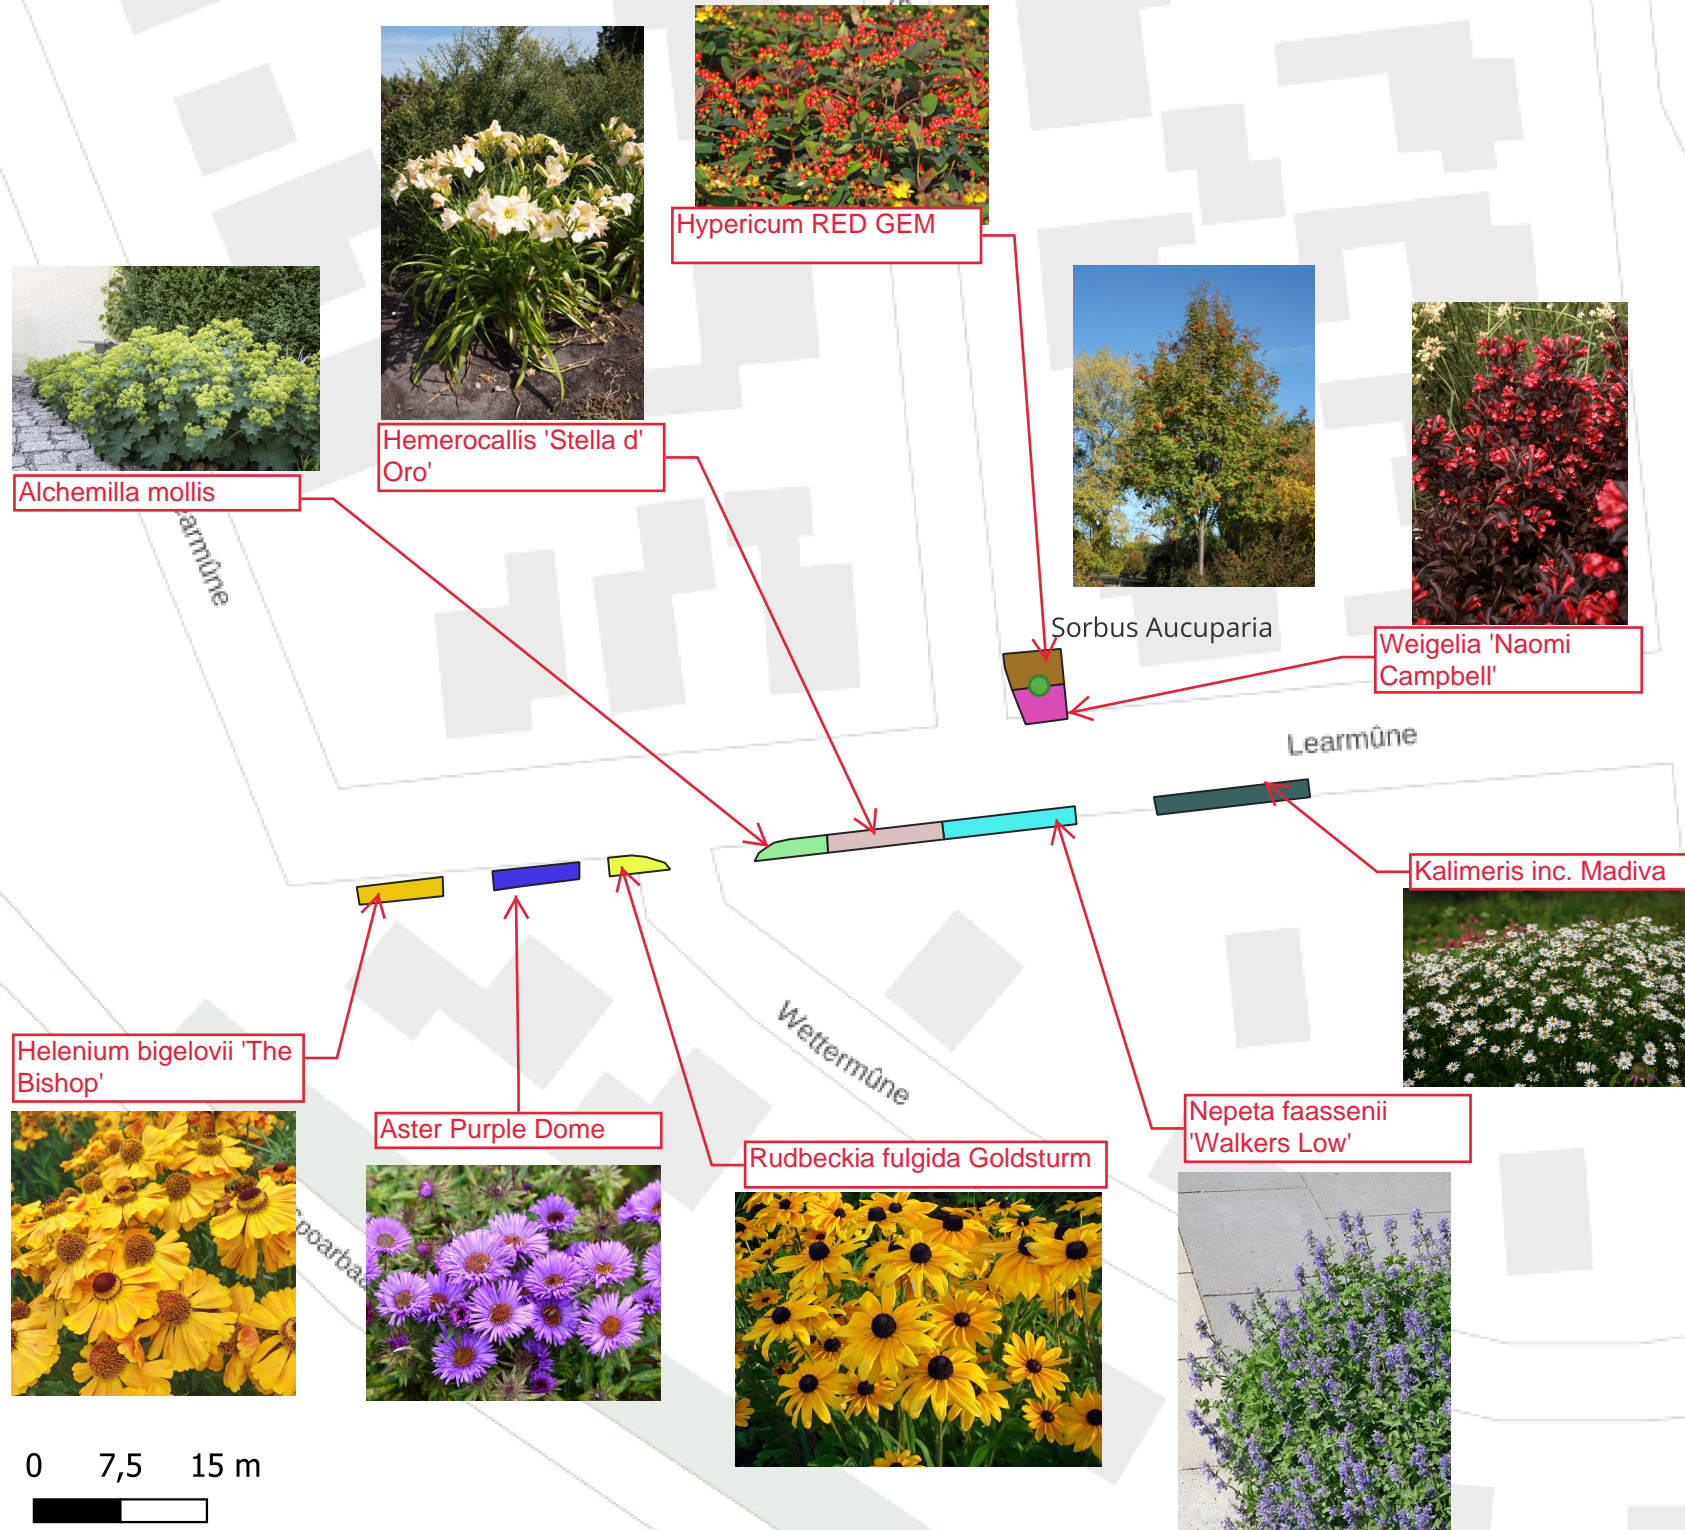 Hypericum RED GEM
Hemerocallis 'Stella d'
Oro'
Alchemilla mollis
Sorbus Aucuparia
Weigelia 'Naomi
Campbell'
Learmûne
Kalimeris inc. Madiva
Wettermûne
Helenium bigelovii 'The
Bishop'
Aster Purple Dome
Rudbeckia fulgida Goldsturm
Nepeta faassenii
'Walkers Low'
0 7,5 15 m